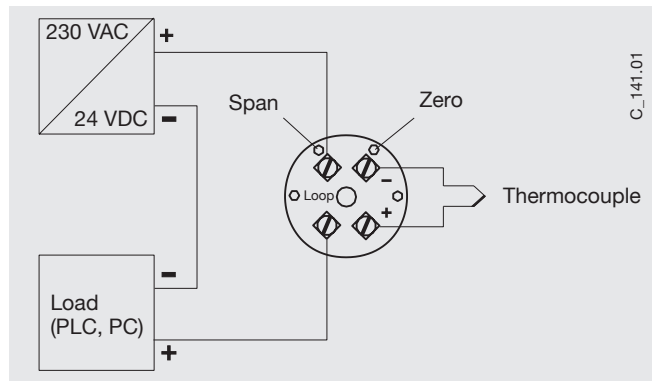 230 VAC
+
24 VDC
−
Span
Zero
C_141.01
Loop
−
+
Thermocouple
−
Load
(PLC, PC)
+